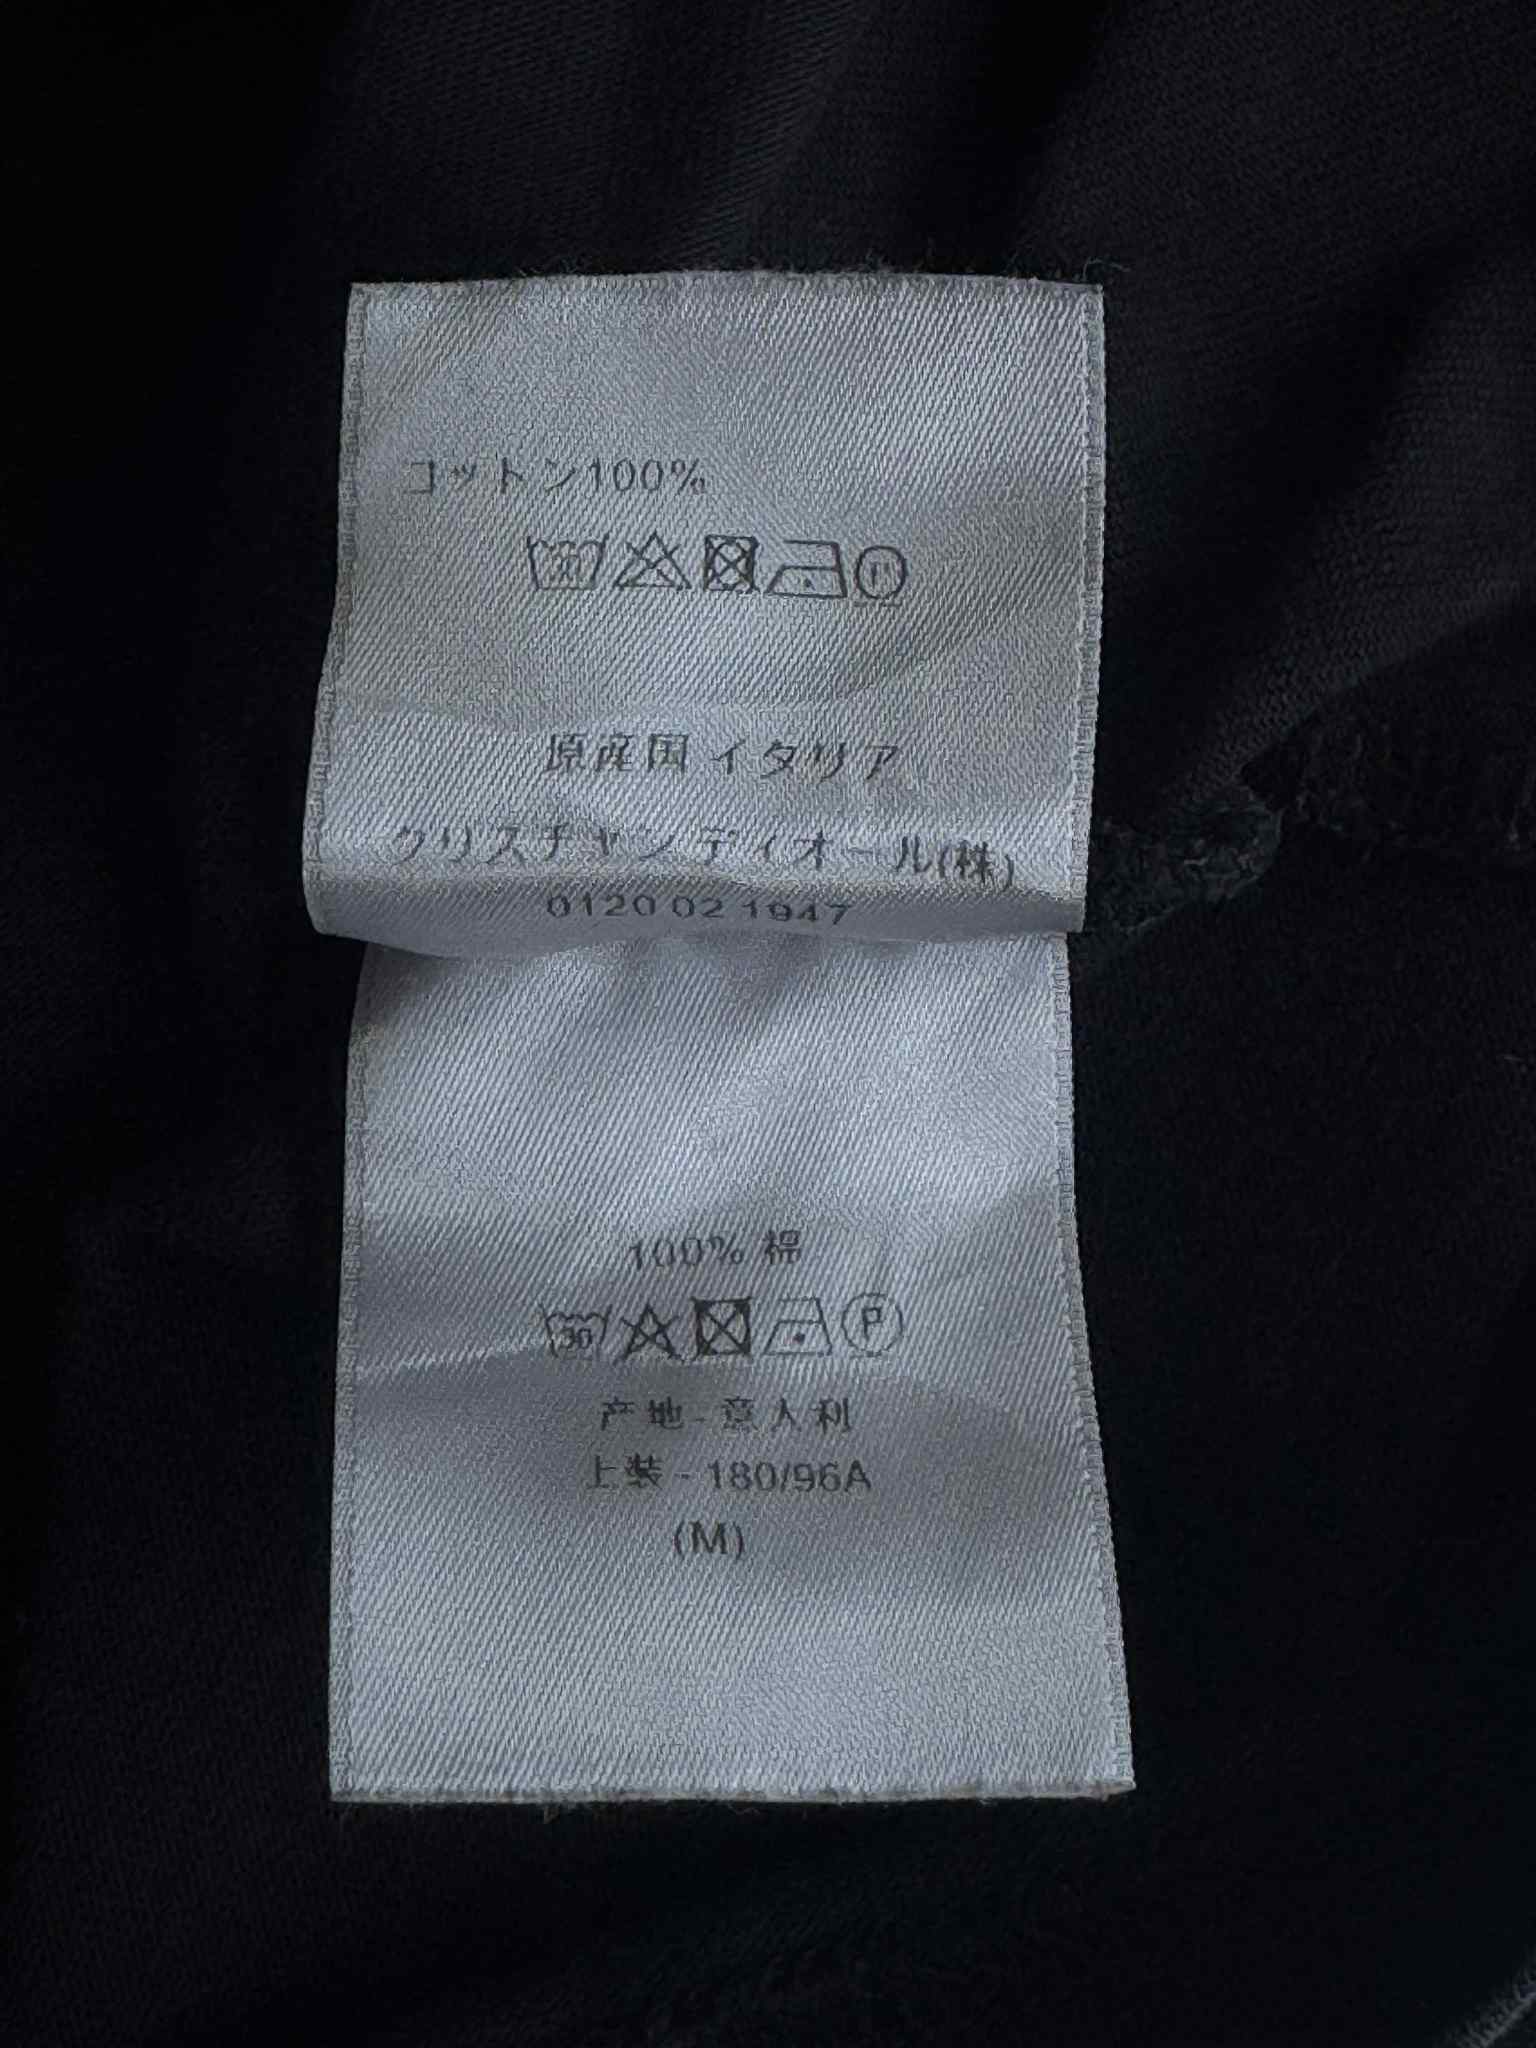 コットン100%
30
P
原産国 イタリア
クリスチャンディオール(株)
0120 02 1947
100% 棉
30
P
产地 - 意大利
上装 - 180/96A
(M)